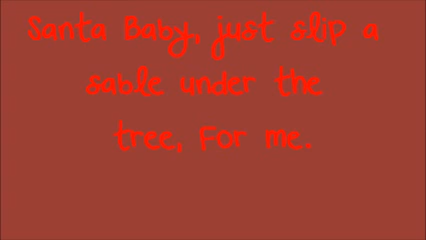 Santa Baby, just slip a
sable under the
tree, For me.